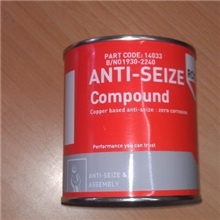 PART CODE: 14033
B/NO1930-2240
ANTI-SEIZE
Compound
Copper based anti-seize : zero corrosion
Performance you can trust
ANTI-SEIZE &
ASSEMBLY